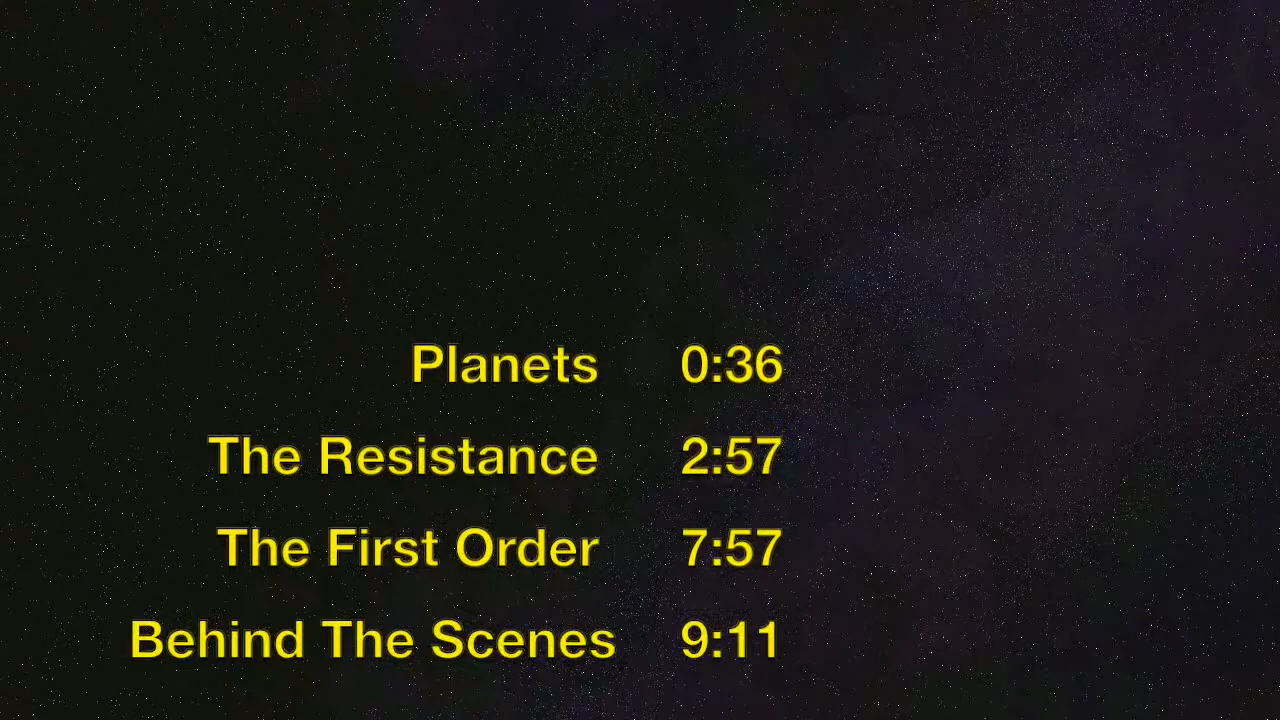 Planets 0:36
The Resistance 2:57
The First Order 7:57
Behind The Scenes 9:11